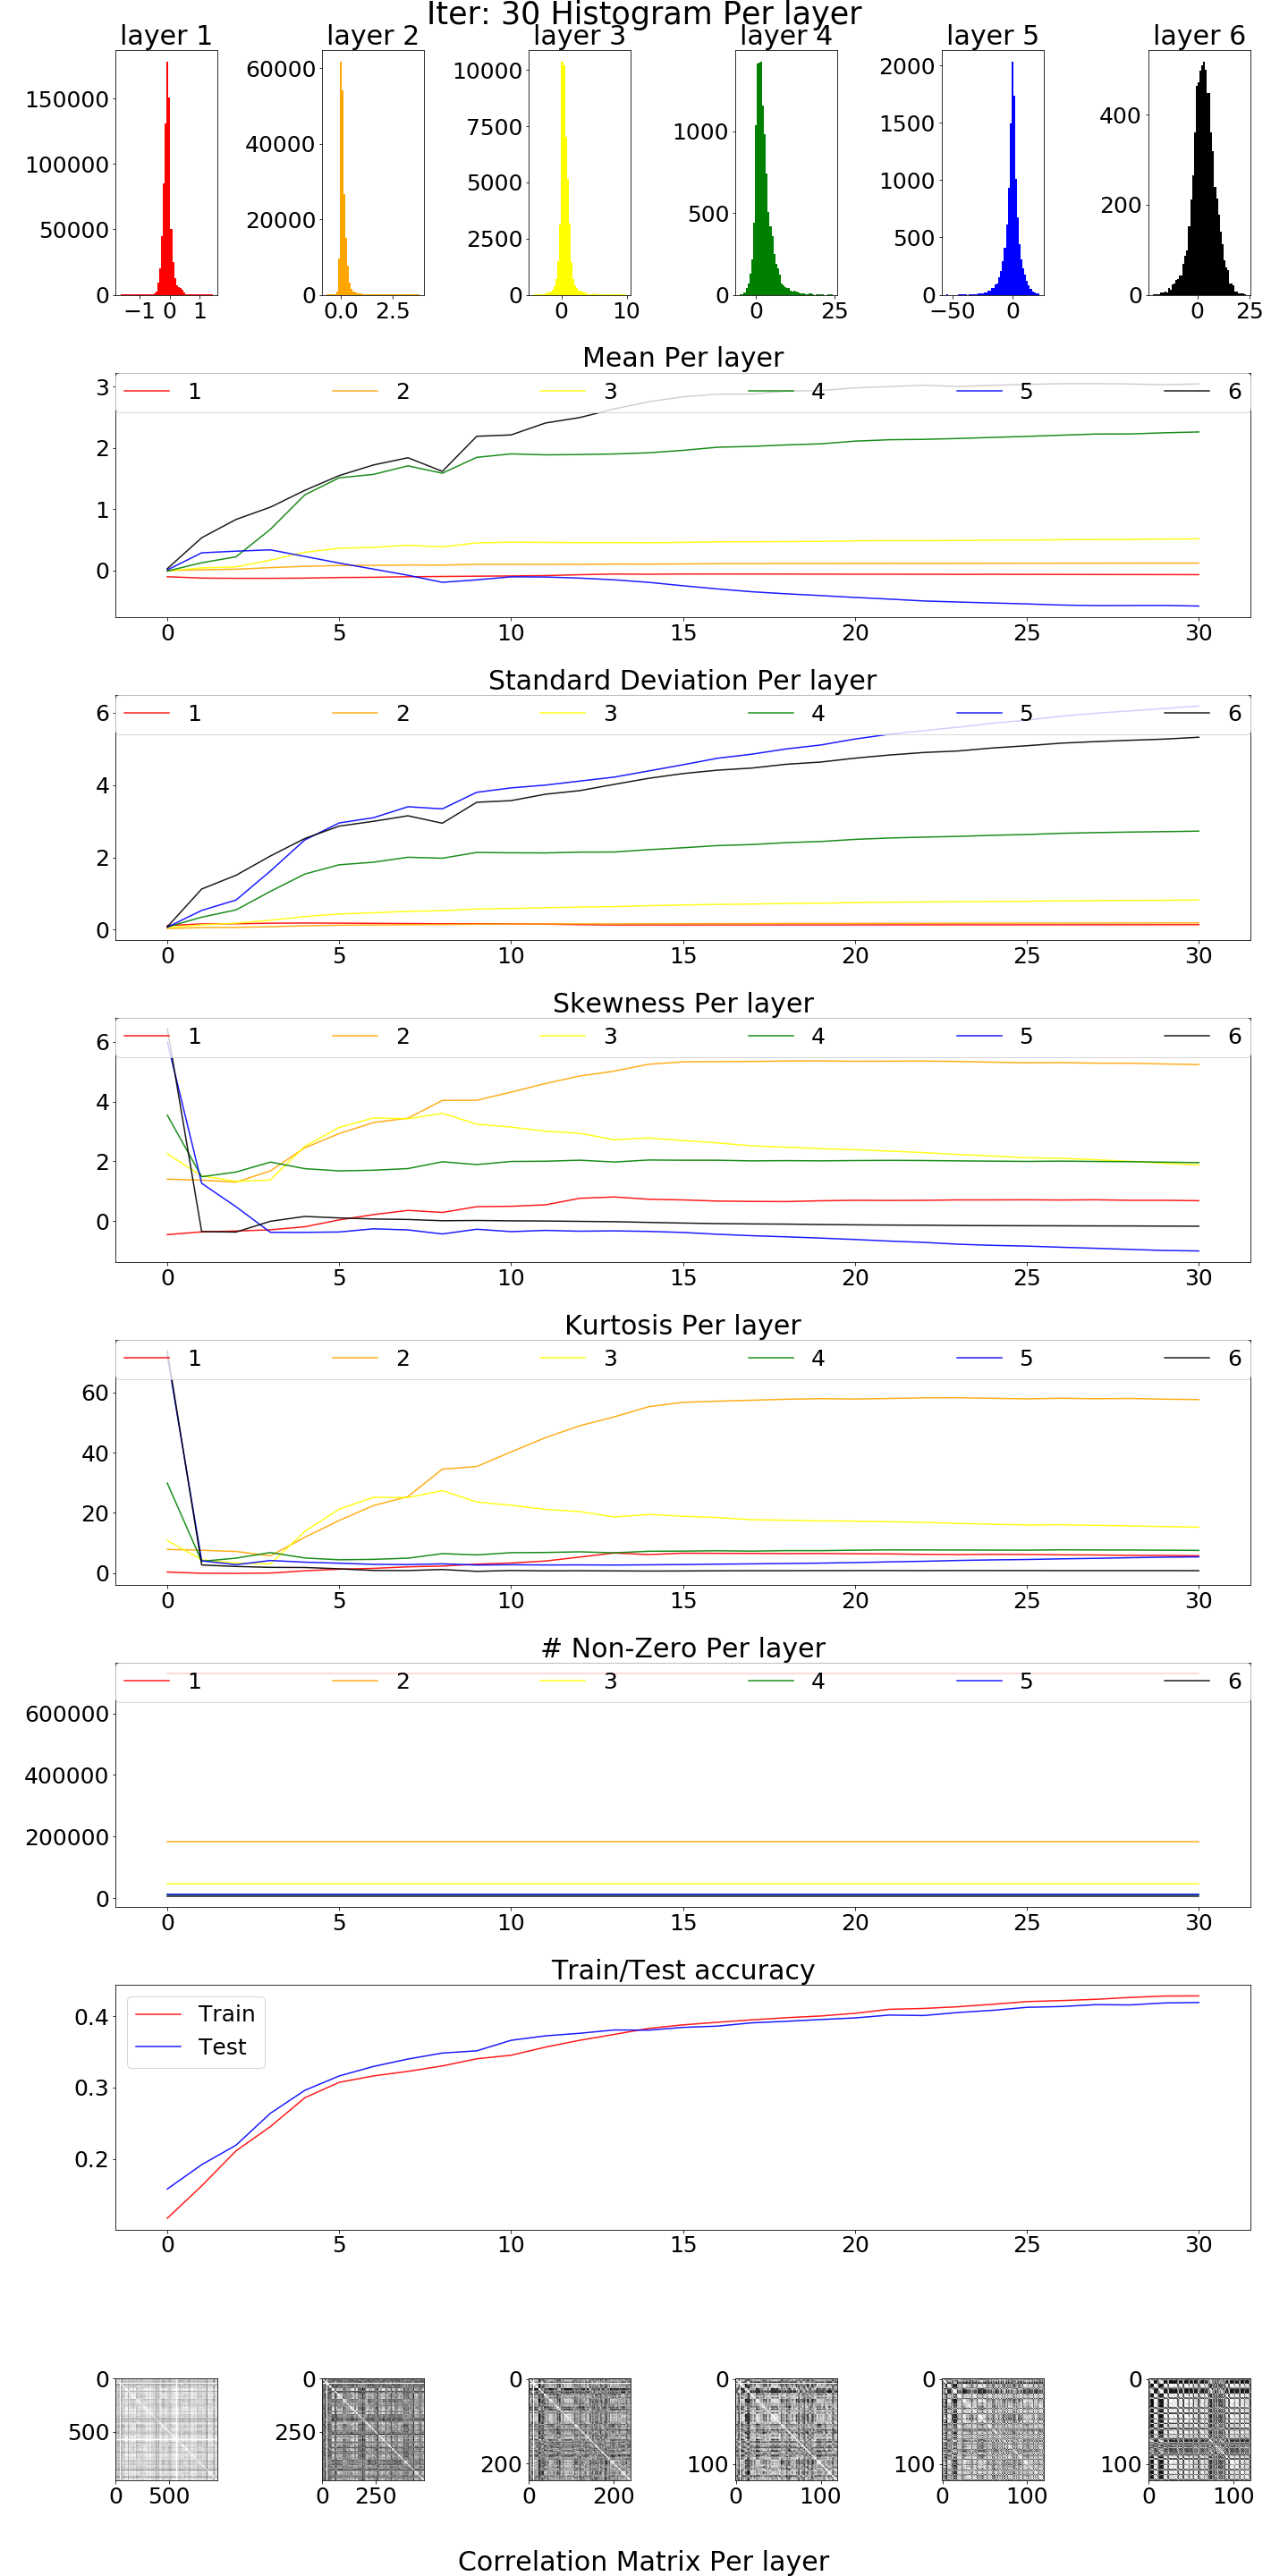 Iter: 30 Histogram Per layer
layer 1 layer 2 layer 3 layer 4 layer 5 layer 6
150000 100000 50000 0
−1 0 1
60000 40000 20000 0
0.0 2.5
10000 7500 5000 2500 0
0 10
1000 500 0
0 25
2000 1500 1000 500 0
−50 0
400 200 0
0 25
Mean Per layer
1 2 3 4 5 6
3
2
1
0
0 5 10 15 20 25 30
Standard Deviation Per layer
1 2 3 4 5 6
6
4
2
0
0 5 10 15 20 25 30
Skewness Per layer
1 2 3 4 5 6
6
4
2
0
0 5 10 15 20 25 30
Kurtosis Per layer
1 2 3 4 5 6
60
40
20
0
0 5 10 15 20 25 30
# Non-Zero Per layer
1 2 3 4 5 6
600000
400000
200000
0
0 5 10 15 20 25 30
Train/Test accuracy
Train
Test
0.4
0.3
0.2
0 5 10 15 20 25 30
0 500
0 500
0 250
0 250
0 200
0 200
0 100
0 100
0 100
0 100
0 100
0 100
Correlation Matrix Per layer